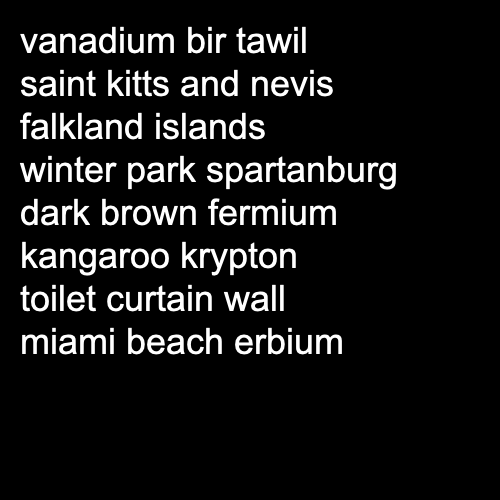 vanadium bir tawil
saint kitts and nevis
falkland islands
winter park spartanburg
dark brown fermium
kangaroo krypton
toilet curtain wall
miami beach erbium